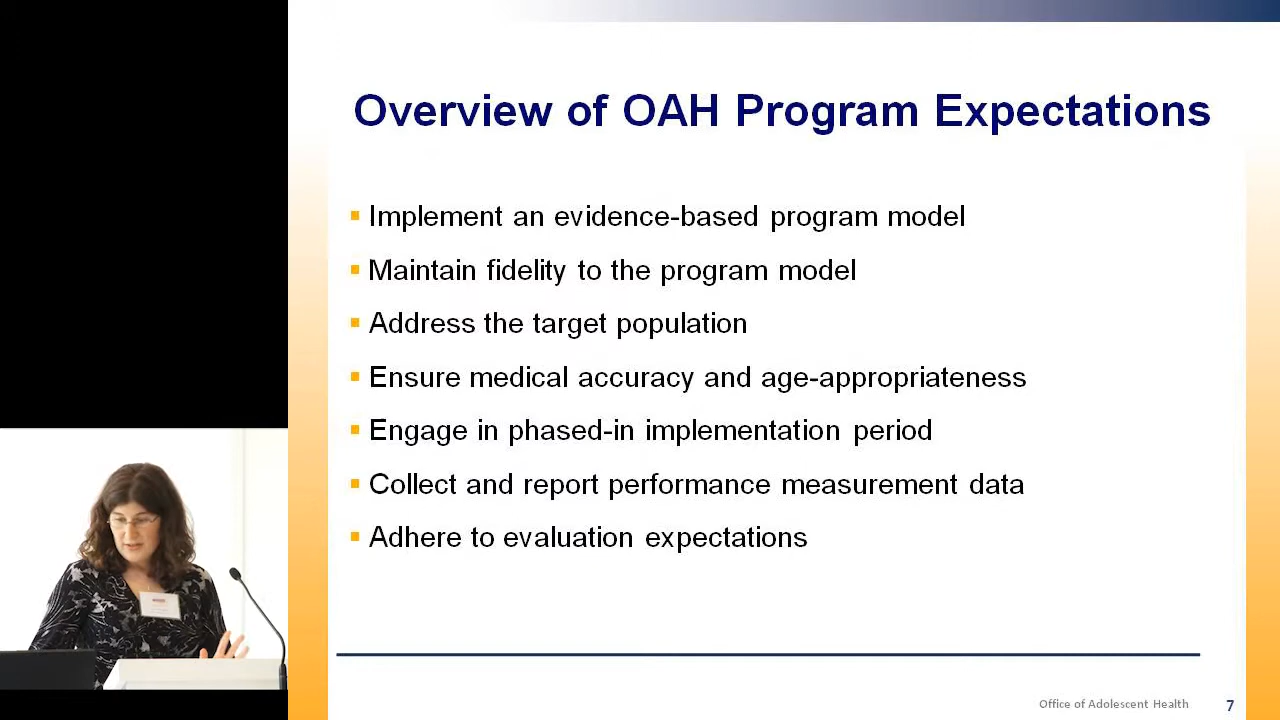 Overview of OAH Program Expectations
Implement an evidence-based program model
Maintain fidelity to the program model
Address the target population
Ensure medical accuracy and age-appropriateness
Engage in phased-in implementation period
Collect and report performance measurement data
Adhere to evaluation expectations
Office of Adolescent Health
7